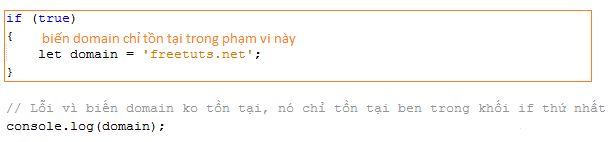 if (true)
{ biến domain chỉ tồn tại trong phạm vi này
let domain = 'freetuts.net';
}
// Lỗi vì biến domain ko tồn tại, nó chỉ tồn tại ben trong khối if thứ nhất
console.log(domain);